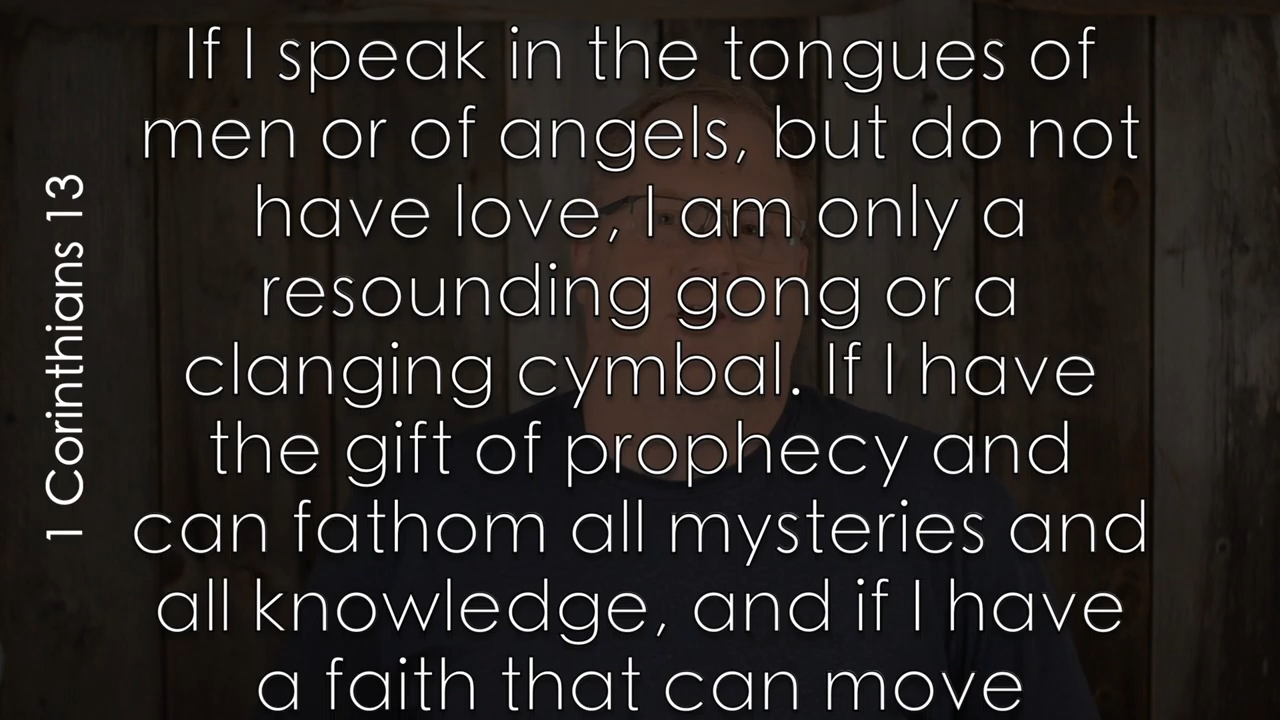 1 Corinthians 13
If I speak in the tongues of
men or of angels, but do not
have love, I am only a
resounding gong or a
clanging cymbal. If I have
the gift of prophecy and
can fathom all mysteries and
all knowledge, and if I have
a faith that can move